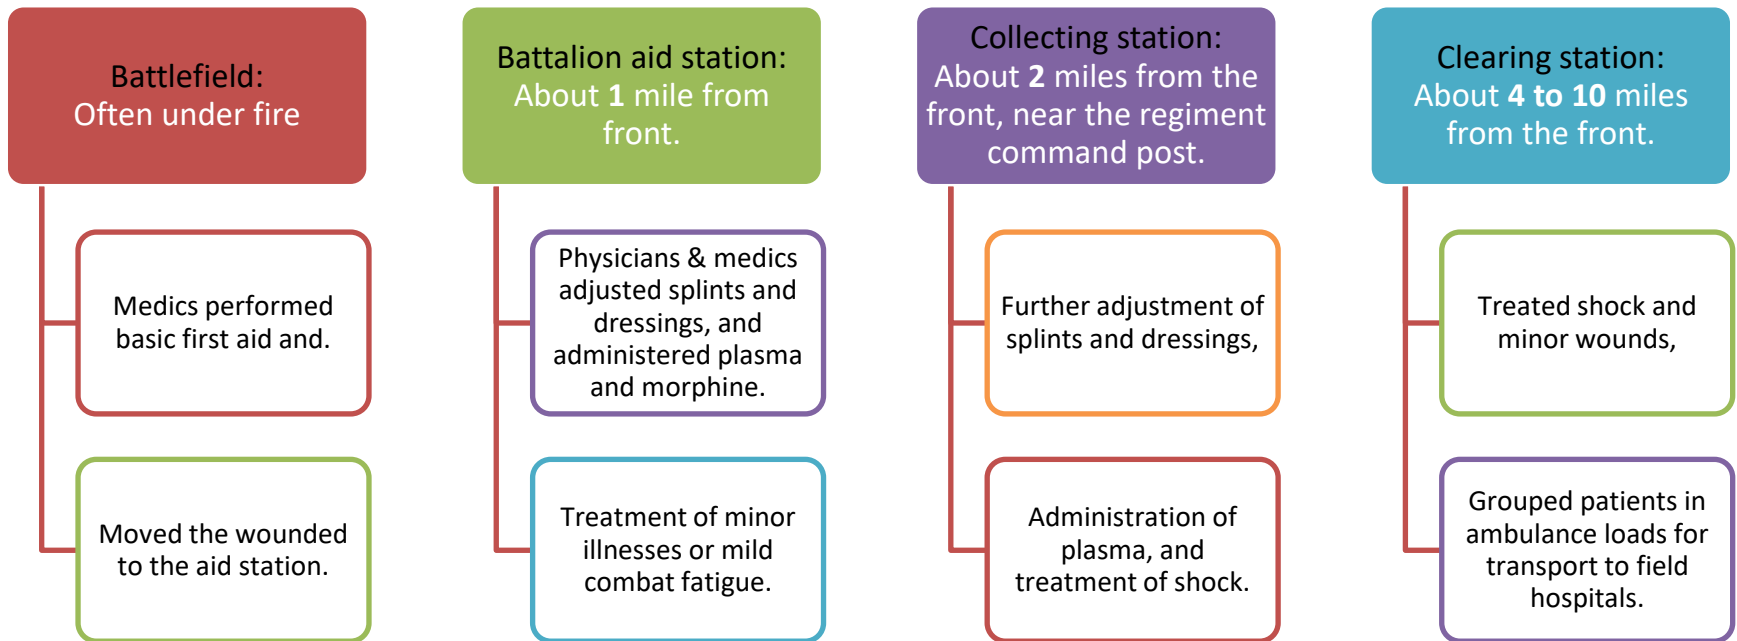 Battlefield:
Often under fire
Medics performed
basic first aid and.
Moved the wounded
to the aid station.
Battalion aid station:
About 1 mile from
front.
Physicians & medics
adjusted splints and
dressings, and
administered plasma
and morphine.
Treatment of minor
illnesses or mild
combat fatigue.
Collecting station:
About 2 miles from the
front, near the regiment
command post.
Further adjustment of
splints and dressings,
Administration of
plasma, and
treatment of shock.
Clearing station:
About 4 to 10 miles
from the front.
Treated shock and
minor wounds,
Grouped patients in
ambulance loads for
transport to field
hospitals.